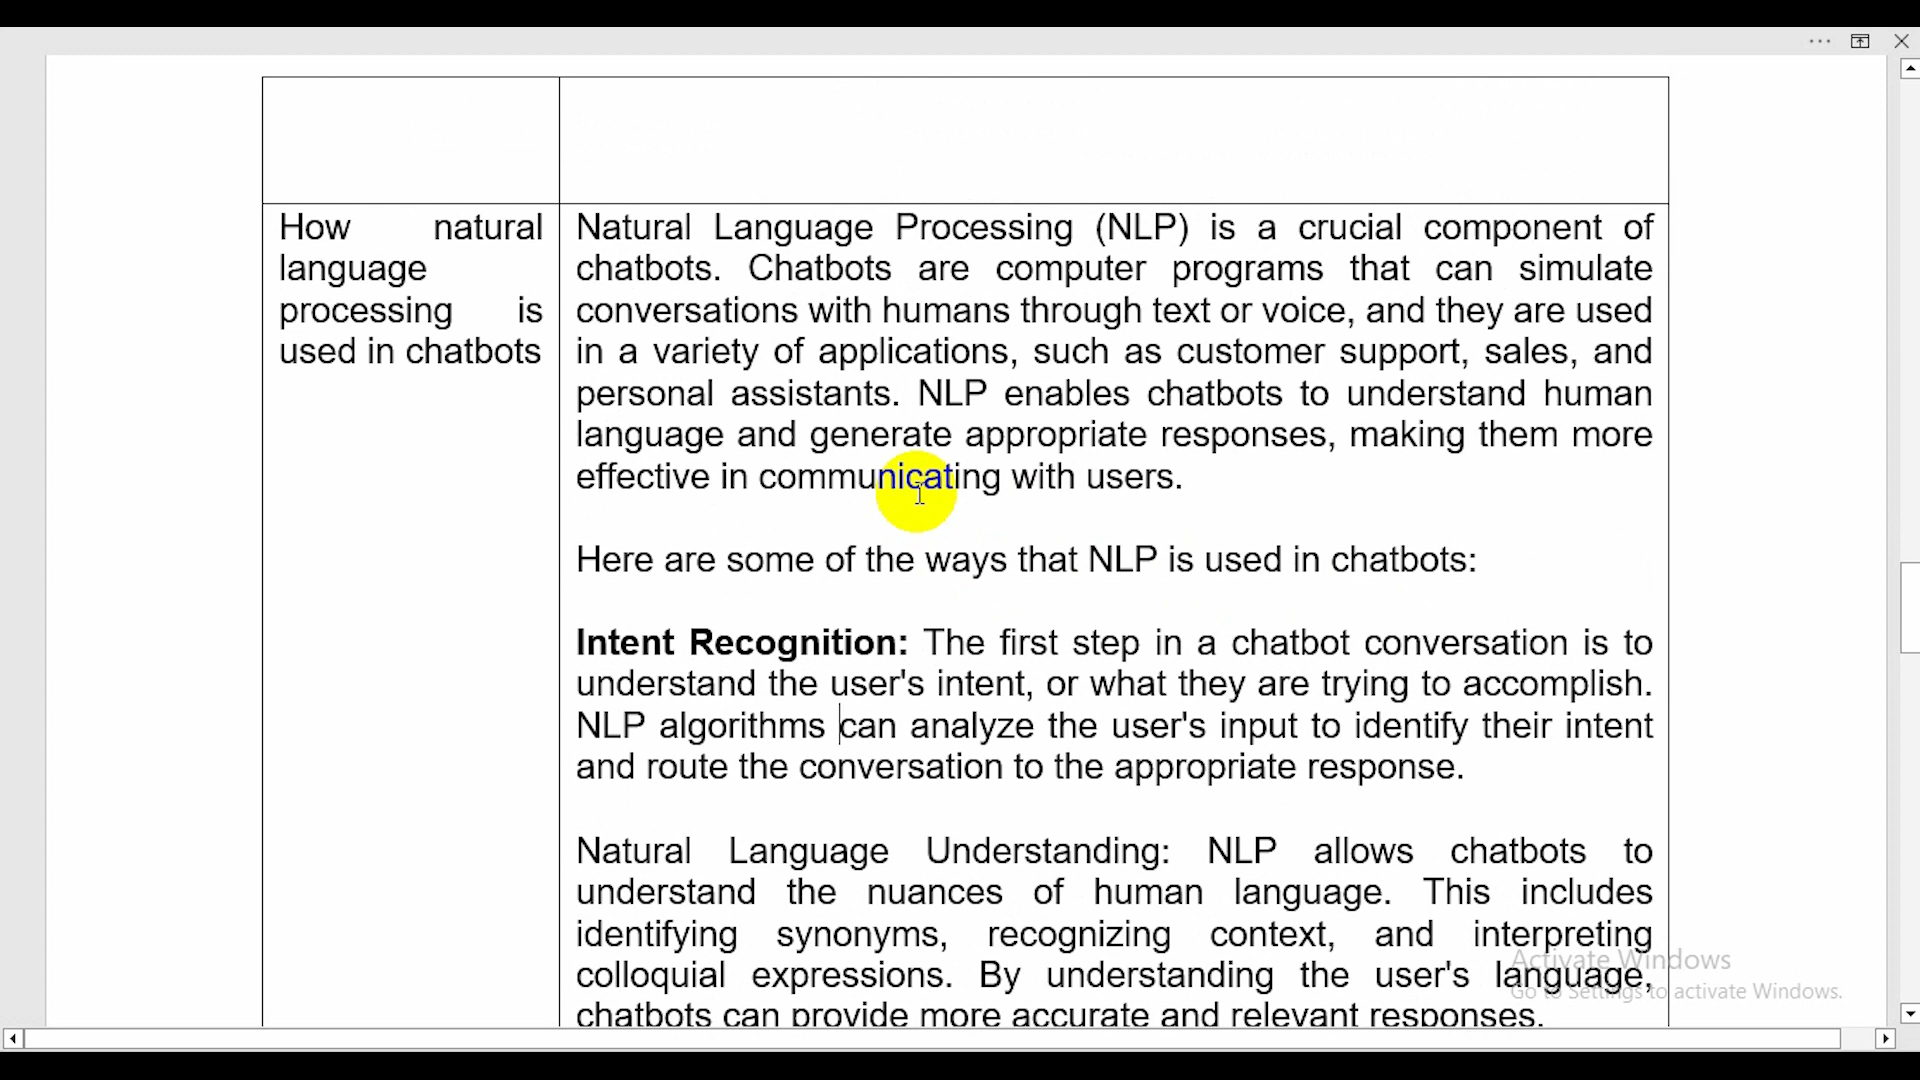 How natural
language
processing is
used in chatbots
Natural Language Processing (NLP) is a crucial component of
chatbots. Chatbots are computer programs that can simulate
conversations with humans through text or voice, and they are used
in a variety of applications, such as customer support, sales, and
personal assistants. NLP enables chatbots to understand human
language and generate appropriate responses, making them more
effective in communicating with users.
Here are some of the ways that NLP is used in chatbots:
Intent Recognition: The first step in a chatbot conversation is to
understand the user's intent, or what they are trying to accomplish.
NLP algorithms can analyze the user's input to identify their intent
and route the conversation to the appropriate response.
Natural Language Understanding: NLP allows chatbots to
understand the nuances of human language. This includes
identifying synonyms, recognizing context, and interpreting
colloquial expressions. By understanding the user's language,
chatbots can provide more accurate and relevant responses.
Activate Windows
Go to Settings to activate Windows.